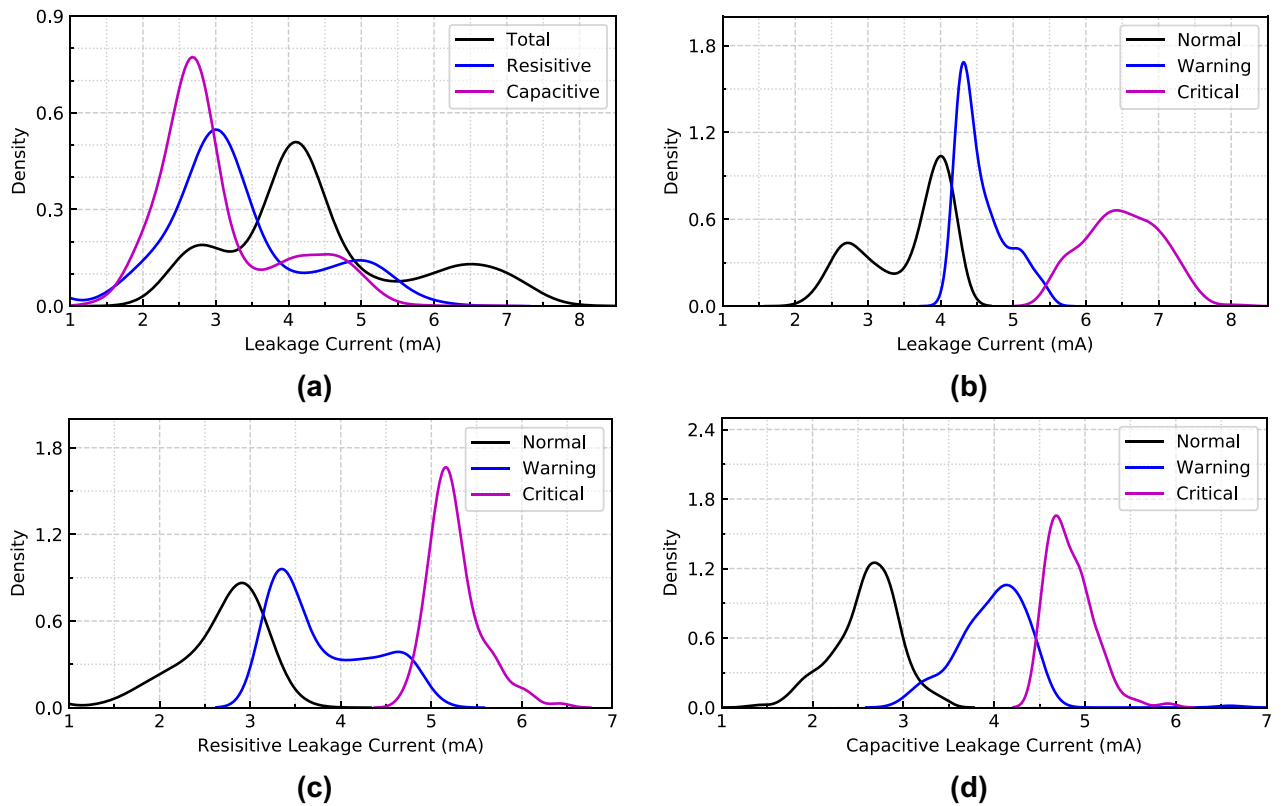 0.9
0.6
0.3
0.0
Density
Total
Resisitive
Capacitive
1 2 3 4 5 6 7 8
Leakage Current (mA)
(a)
1.8
1.2
0.6
0.0
Density
Normal
Warning
Critical
1 2 3 4 5 6 7 8
Leakage Current (mA)
(b)
1.8
1.2
0.6
0.0
Density
Normal
Warning
Critical
1 2 3 4 5 6 7
Resisitive Leakage Current (mA)
(c)
2.4
1.8
1.2
0.6
0.0
Density
Normal
Warning
Critical
1 2 3 4 5 6 7
Capacitive Leakage Current (mA)
(d)